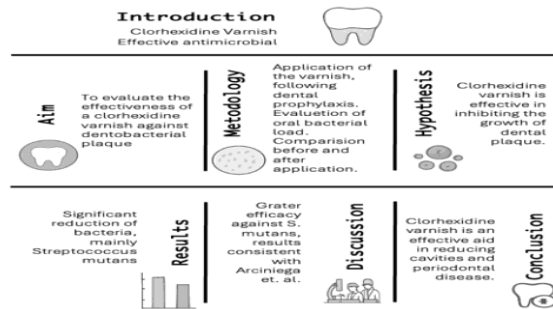 Introduction
Clorhexidine Varnish
Effective antimicrobial
Aim
To evaluate the
effectiveness of
a clorhexidine
varnish against
dentobacterial
plaque
Metodology
Application of
the varnish,
following
dental
prophylaxis.
Evaluetion of
oral bacterial
load.
Comparision
before and
after
application.
Hypothesis
Clorhexidine
varnish is
effective in
inhibiting the
growth of
dental
plaque.
Significant
reduction of
bacteria,
mainly
Streptococcus
mutans
Results
Grater
efficacy
against S.
mutans,
results
consistent
with
Arciniega
et. al.
Discussion
Clorhexidine
varnish is an
effective aid
in reducing
cavities and
periodontal
disease.
Conclusion